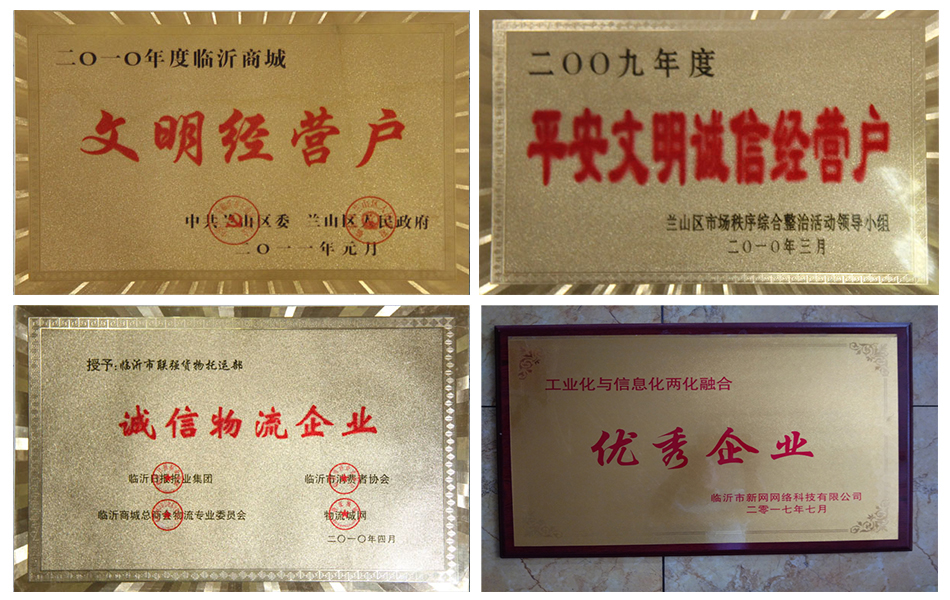 二〇一〇年度临沂商城
文明经营户
中共兰山区委 兰山区人民政府
二〇一一年元月
二〇〇九年度
平安文明诚信经营户
兰山区市场秩序综合整治活动领导小组
二〇一〇年三月
授予:临沂市联强货物托运部
诚信物流企业
临沂日报报业集团 临沂市消费者协会
临沂商城总商会物流专业委员会 物流城网
二〇一〇年四月
工业化与信息化两化融合
优秀企业
临沂市新网网络科技有限公司
二零一七年七月